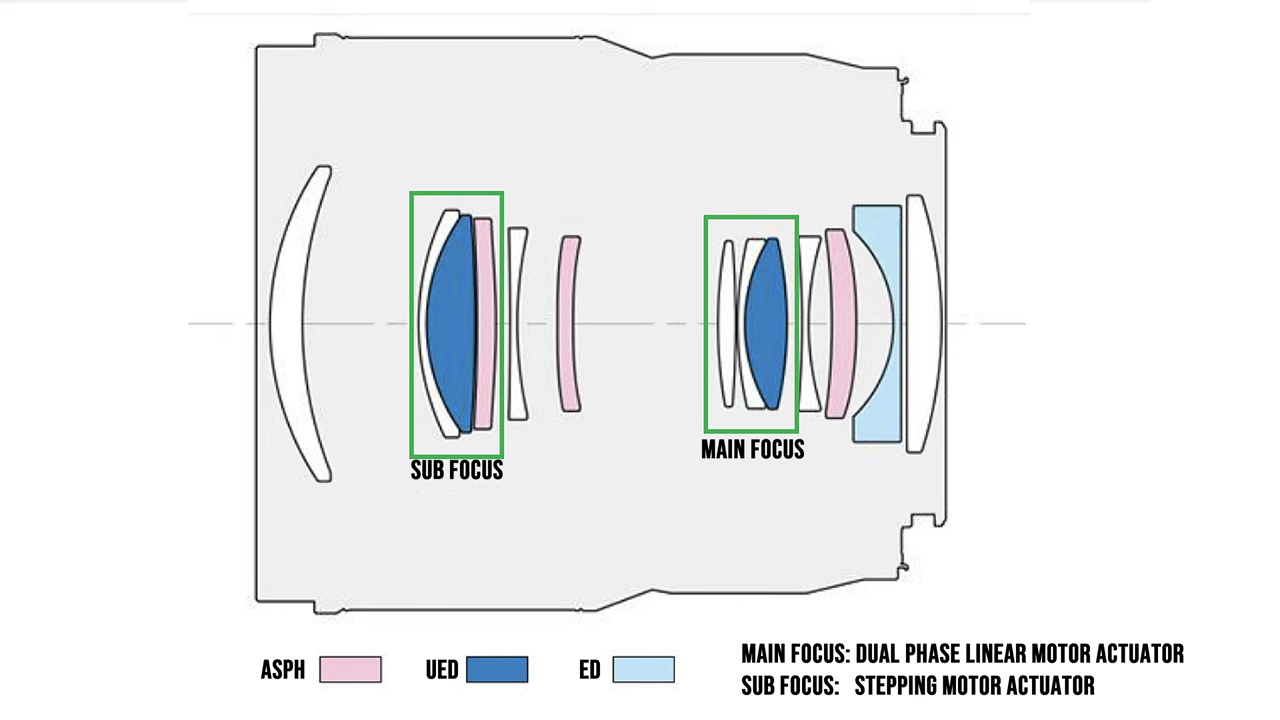 SUB FOCUS
MAIN FOCUS
ASPH
UED
ED
MAIN FOCUS: DUAL PHASE LINEAR MOTOR ACTUATOR
SUB FOCUS: STEPPING MOTOR ACTUATOR